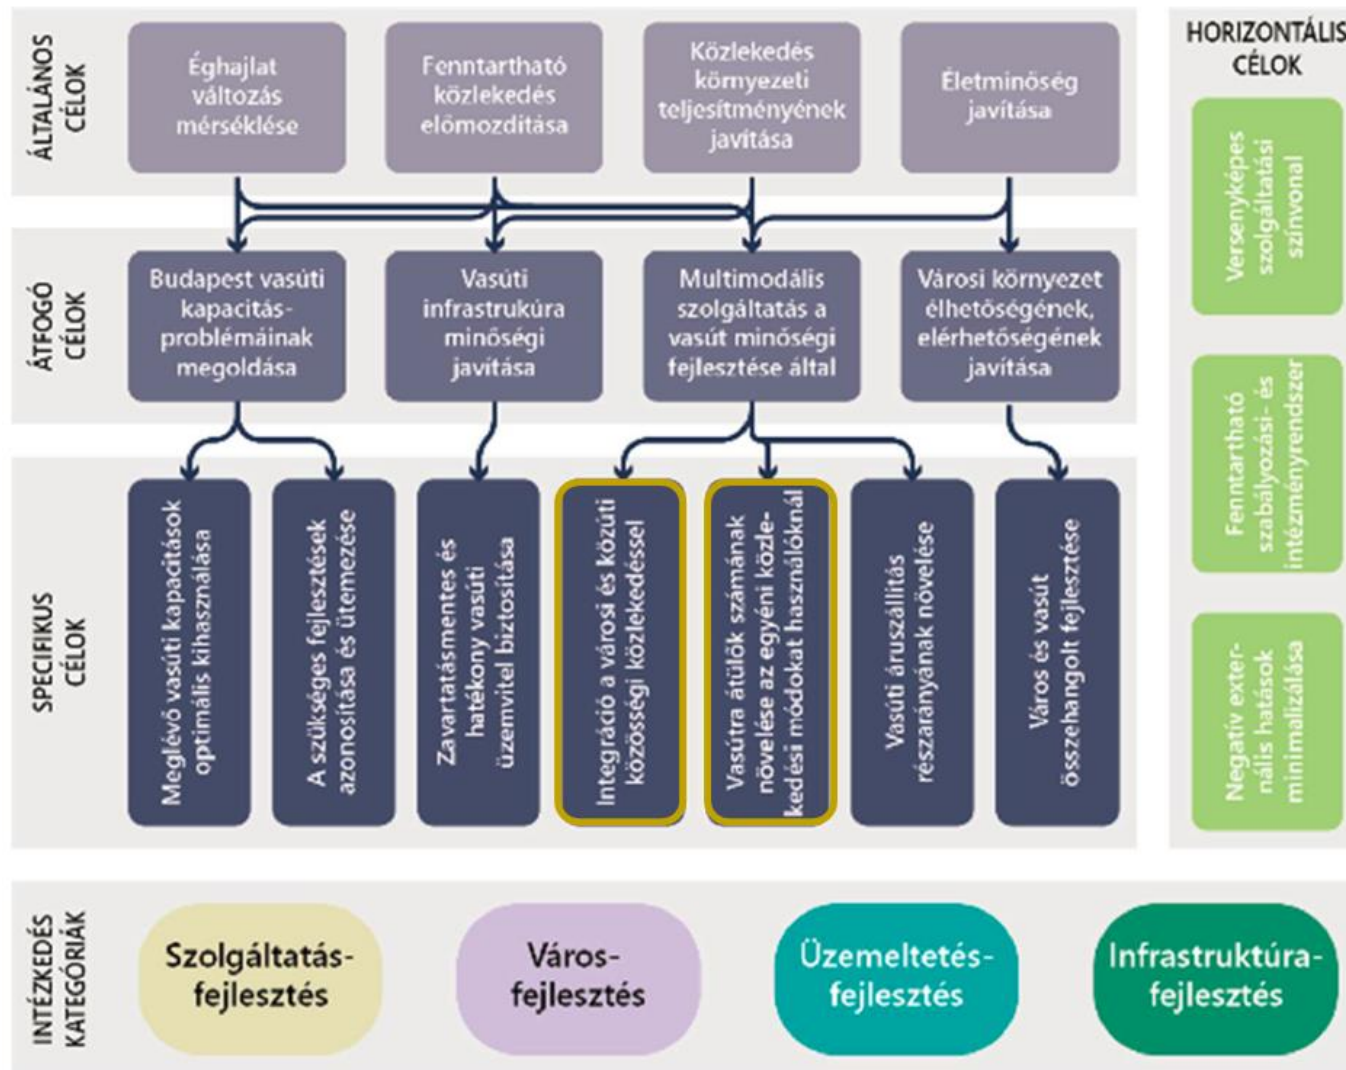 ÁLTALÁNOS
CÉLOK
Éghajlat
változás
mérséklése
Fenntartható
közlekedés
előmozdítása
Közlekedés
környezeti
teljesítményének
javítása
Életminőség
javítása
ÁTFOGÓ
CÉLOK
Budapest vasúti
kapacitás-
problémáinak
megoldása
Vasúti
infrastrukúra
minőségi
javítása
Multimodális
szolgáltatás a
vasút minőségi
fejlesztése által
Városi környezet
élhetőségének,
elérhetőségének
javítása
SPECIFIKUS
CÉLOK
Meglévő vasúti kapacitások
optimális kihasználása
A szükséges fejlesztések
azonosítása és ütemezése
Zavartatásmentes és
hatékony vasúti
üzemvitel biztosítása
Integráció a városi és közúti
közösségi közlekedéssel
Vasútra átülők számának
növelése az egyéni közle-
kedési módokat használóknál
Vasúti áruszállítás
részarányának növelése
Város és vasút
összehangolt fejlesztése
HORIZONTÁLIS
CÉLOK
Versenyképes
szolgáltatási
színvonal
Fenntartható
szabályozási- és
intézményrendszer
Negatív exter-
nális hatások
minimalizálása
INTÉZKEDÉS
KATEGÓRIÁK
Szolgáltatás-
fejlesztés
Város-
fejlesztés
Üzemeltetés-
fejlesztés
Infrastruktúra-
fejlesztés